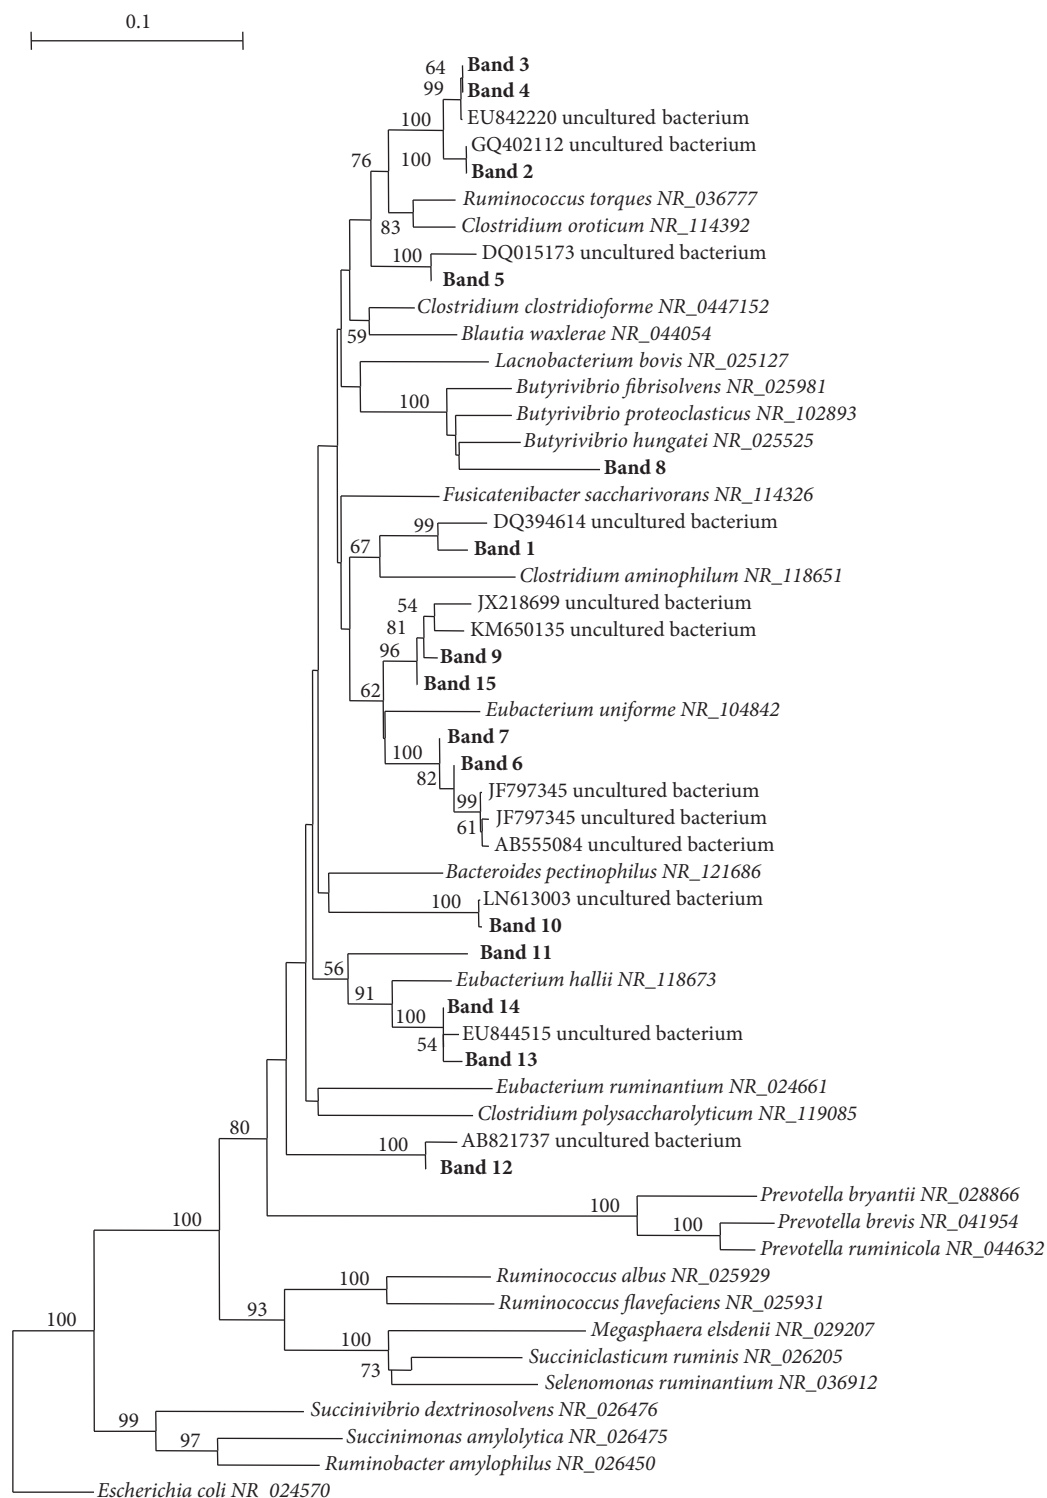 0.1
64
Band 3
99
Band 4
EU842220 uncultured bacterium
100
GQ402112 uncultured bacterium
76
100
Band 2
Ruminococcus torques NR_036777
83
Clostridium oroticum NR_114392
100
DQ015173 uncultured bacterium
Band 5
Clostridium clostridioforme NR_0447152
59
Blautia waxlerae NR_044054
Lacnobacterium bovis NR_025127
Butyrivibrio fibrisolvens NR_025981
100
Butyrivibrio proteoclasticus NR_102893
Butyrivibrio hungatei NR_025525
Band 8
Fusicatenibacter saccharivorans NR_114326
99
DQ394614 uncultured bacterium
67
Band 1
Clostridium aminophilum NR_118651
54
JX218699 uncultured bacterium
81
KM650135 uncultured bacterium
96
Band 9
Band 15
62
Eubacterium uniforme NR_104842
Band 7
100
Band 6
82
JF797345 uncultured bacterium
99
JF797345 uncultured bacterium
61
AB555084 uncultured bacterium
Bacteroides pectinophilus NR_121686
100
LN613003 uncultured bacterium
Band 10
Band 11
56
Eubacterium hallii NR_118673
91
Band 14
100
EU844515 uncultured bacterium
54
Band 13
Eubacterium ruminantium NR_024661
Clostridium polysaccharolyticum NR_119085
80
100
AB821737 uncultured bacterium
Band 12
Prevotella bryantii NR_028866
100
100
Prevotella brevis NR_041954
100
Prevotella ruminicola NR_044632
100
Ruminococcus albus NR_025929
93
Ruminococcus flavefaciens NR_025931
100
100
Megasphaera elsdenii NR_029207
73
Succiniclasticum ruminis NR_026205
Selenomonas ruminantium NR_036912
99
Succinivibrio dextrinosolvens NR_026476
97
Succinimonas amylolytica NR_026475
Ruminobacter amylophilus NR_026450
Escherichia coli NR_024570